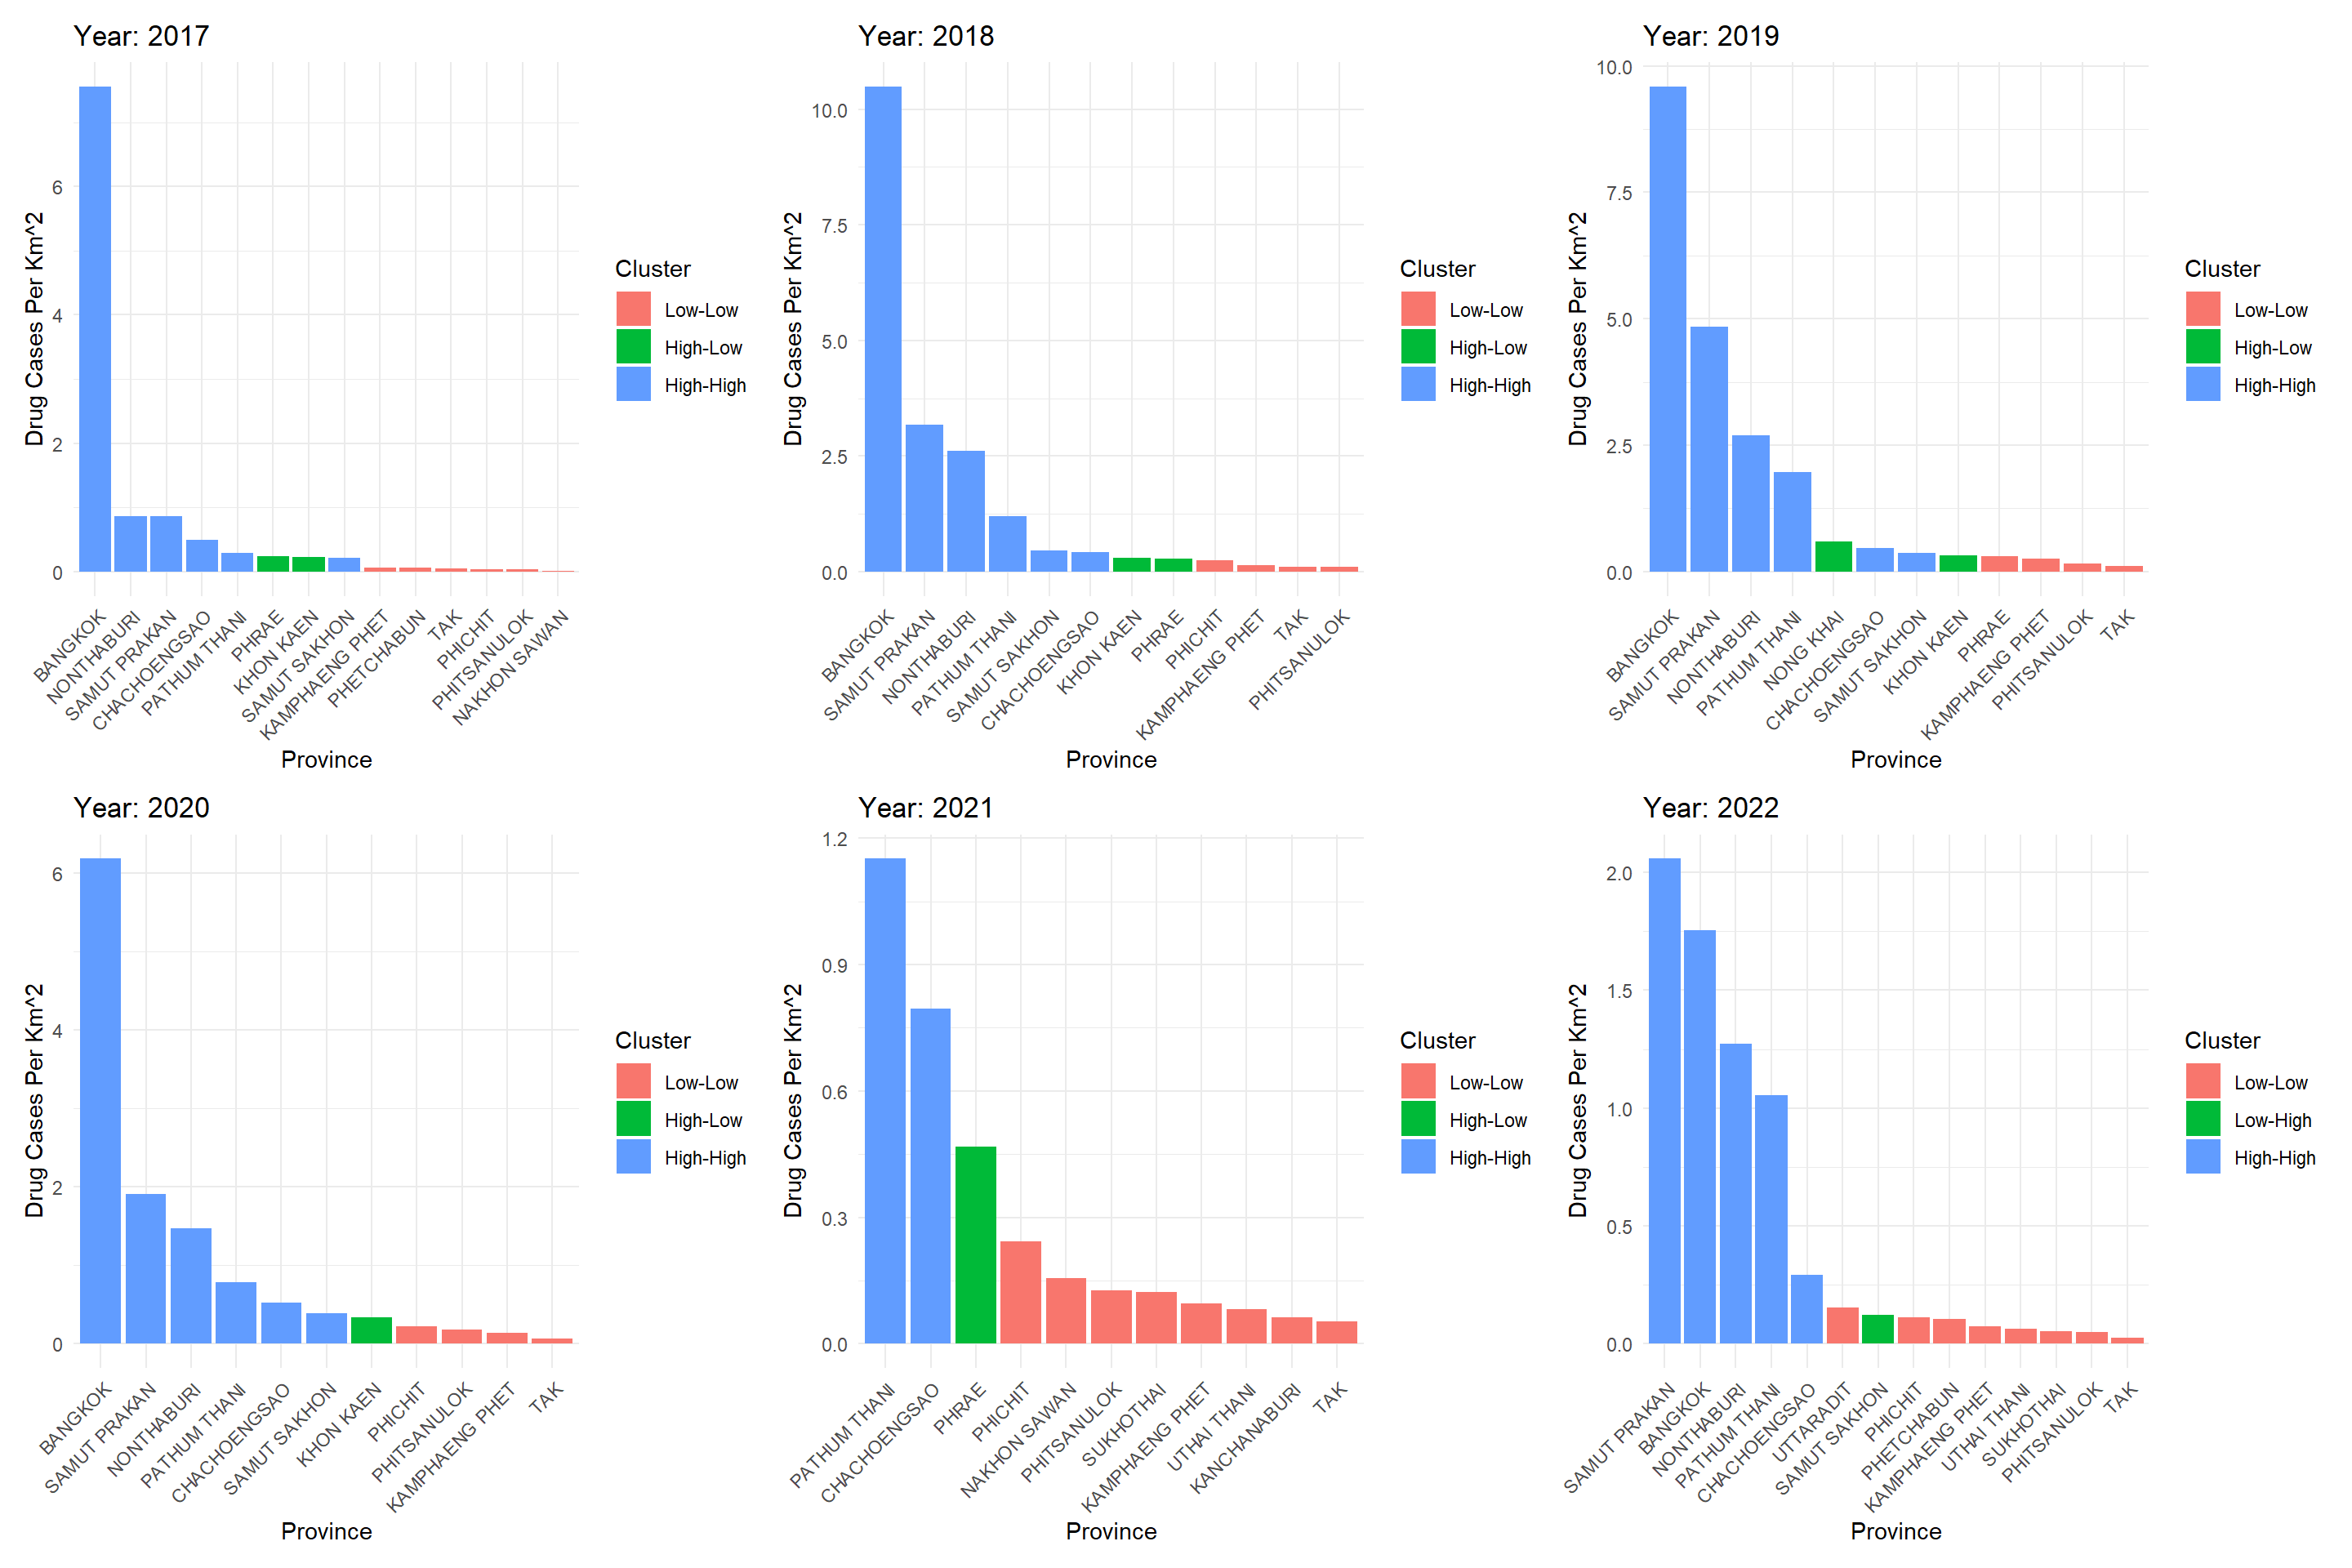 Year: 2017
Drug Cases Per Km^2
6
4
2
0
BANGKOK
NONTHABURI
SAMUT PRAKAN
CHACHOENGSAO
PATHUM THANI
PHRAE
KHON KAEN
SAMUT SAKHON
KAMPHAENG PHET
PHETCHABUN
TAK
PHICHIT
PHITSANULOK
NAKHON SAWAN
Province
Cluster
Low-Low
High-Low
High-High
Year: 2018
Drug Cases Per Km^2
10.0
7.5
5.0
2.5
0.0
BANGKOK
SAMUT PRAKAN
NONTHABURI
PATHUM THANI
SAMUT SAKHON
CHACHOENGSAO
KHON KAEN
PHRAE
PHICHIT
KAMPHAENG PHET
TAK
PHITSANULOK
Province
Cluster
Low-Low
High-Low
High-High
Year: 2019
Drug Cases Per Km^2
10.0
7.5
5.0
2.5
0.0
BANGKOK
SAMUT PRAKAN
NONTHABURI
PATHUM THANI
NONG KHAI
CHACHOENGSAO
SAMUT SAKHON
KHON KAEN
PHRAE
KAMPHAENG PHET
PHITSANULOK
TAK
Province
Cluster
Low-Low
High-Low
High-High
Year: 2020
Drug Cases Per Km^2
6
4
2
0
BANGKOK
SAMUT PRAKAN
NONTHABURI
PATHUM THANI
CHACHOENGSAO
SAMUT SAKHON
KHON KAEN
PHICHIT
PHITSANULOK
KAMPHAENG PHET
TAK
Province
Cluster
Low-Low
High-Low
High-High
Year: 2021
Drug Cases Per Km^2
1.2
0.9
0.6
0.3
0.0
PATHUM THANI
CHACHOENGSAO
PHRAE
PHICHIT
NAKHON SAWAN
PHITSANULOK
SUKHOTHAI
KAMPHAENG PHET
UTHAI THANI
KANCHANABURI
TAK
Province
Cluster
Low-Low
High-Low
High-High
Year: 2022
Drug Cases Per Km^2
2.0
1.5
1.0
0.5
0.0
SAMUT PRAKAN
BANGKOK
NONTHABURI
PATHUM THANI
CHACHOENGSAO
UTTARADIT
SAMUT SAKHON
PHICHIT
PHETCHABUN
KAMPHAENG PHET
UTHAI THANI
SUKHOTHAI
PHITSANULOK
TAK
Province
Cluster
Low-Low
Low-High
High-High